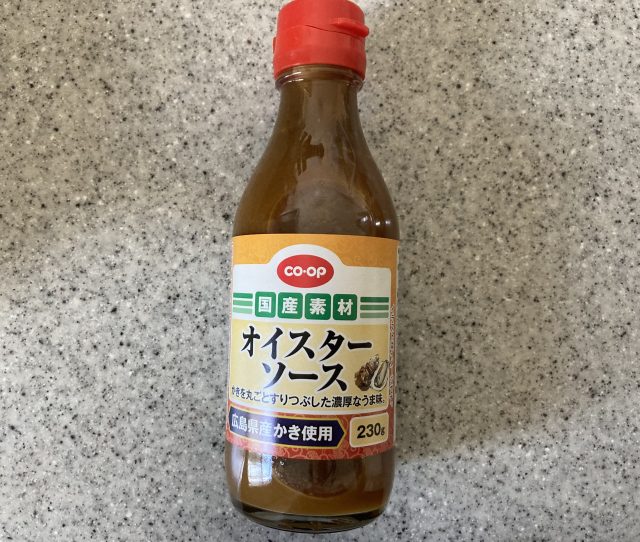 CO·OP
国産素材
オイスター
ソース
かきを丸ごとすりつぶした濃厚なうま味。
広島県産かき使用
230g